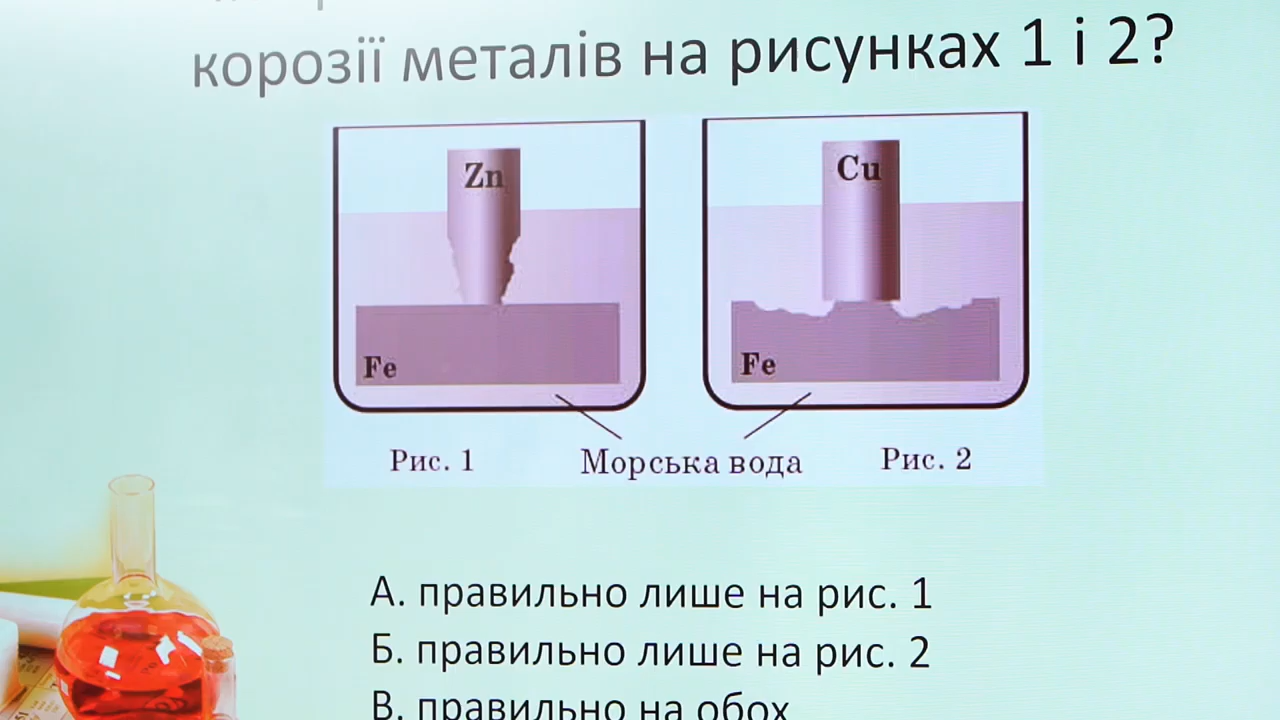 корозії металів на рисунках 1 і 2?
Zn
Cu
Fe
Fe
Рис. 1
Морська вода
Рис. 2
А. правильно лише на рис. 1
Б. правильно лише на рис. 2
В. правильно на обох